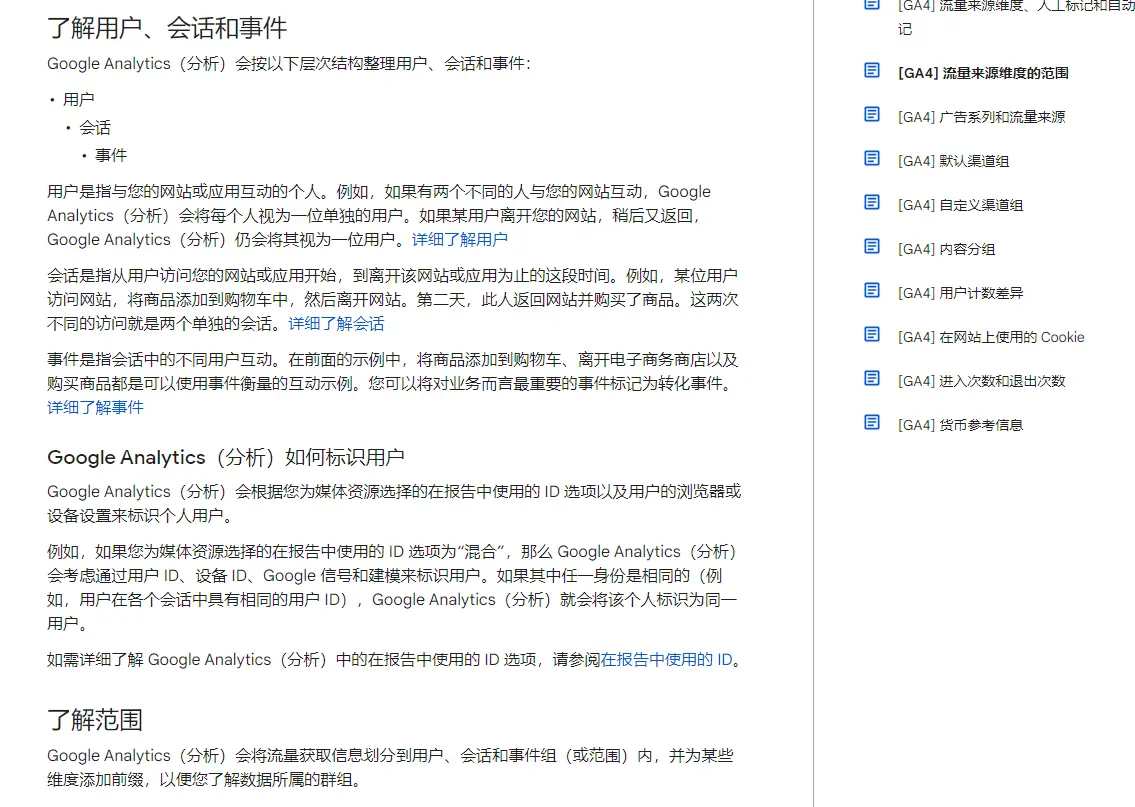 了解用户、会话和事件
Google Analytics（分析）会按以下层次结构整理用户、会话和事件：
• 用户
• 会话
• 事件
用户是指与您的网站或应用互动的个人。例如，如果有两个不同的人与您的网站互动，Google
Analytics（分析）会将每个人视为一位单独的用户。如果某用户离开您的网站，稍后又返回，
Google Analytics（分析）仍会将其视为一位用户。详细了解用户
会话是指从用户访问您的网站或应用开始，到离开该网站或应用为止的这段时间。例如，某位用户
访问网站，将商品添加到购物车中，然后离开网站。第二天，此人返回网站并购买了商品。这两次
不同的访问就是两个单独的会话。详细了解会话
事件是指会话中的不同用户互动。在前面的示例中，将商品添加到购物车、离开电子商务商店以及
购买商品都是可以使用事件衡量的互动示例。您可以将对业务而言最重要的事件标记为转化事件。
详细了解事件
Google Analytics（分析）如何标识用户
Google Analytics（分析）会根据您为媒体资源选择的在报告中使用的 ID 选项以及用户的浏览器或
设备设置来标识个人用户。
例如，如果您为媒体资源选择的在报告中使用的 ID 选项为“混合”，那么 Google Analytics（分析）
会考虑通过用户 ID、设备 ID、Google 信号和建模来标识用户。如果其中任一身份是相同的（例
如，用户在各个会话中具有相同的用户 ID），Google Analytics（分析）就会将该个人标识为同一
用户。
如需详细了解 Google Analytics（分析）中的在报告中使用的 ID 选项，请参阅在报告中使用的 ID。
了解范围
Google Analytics（分析）会将流量获取信息划分到用户、会话和事件组（或范围）内，并为某些
维度添加前缀，以便您了解数据所属的群组。
[GA4] 流量来源维度、人工标记和自动
记
[GA4] 流量来源维度的范围
[GA4] 广告系列和流量来源
[GA4] 默认渠道组
[GA4] 自定义渠道组
[GA4] 内容分组
[GA4] 用户计数差异
[GA4] 在网站上使用的 Cookie
[GA4] 进入次数和退出次数
[GA4] 货币参考信息